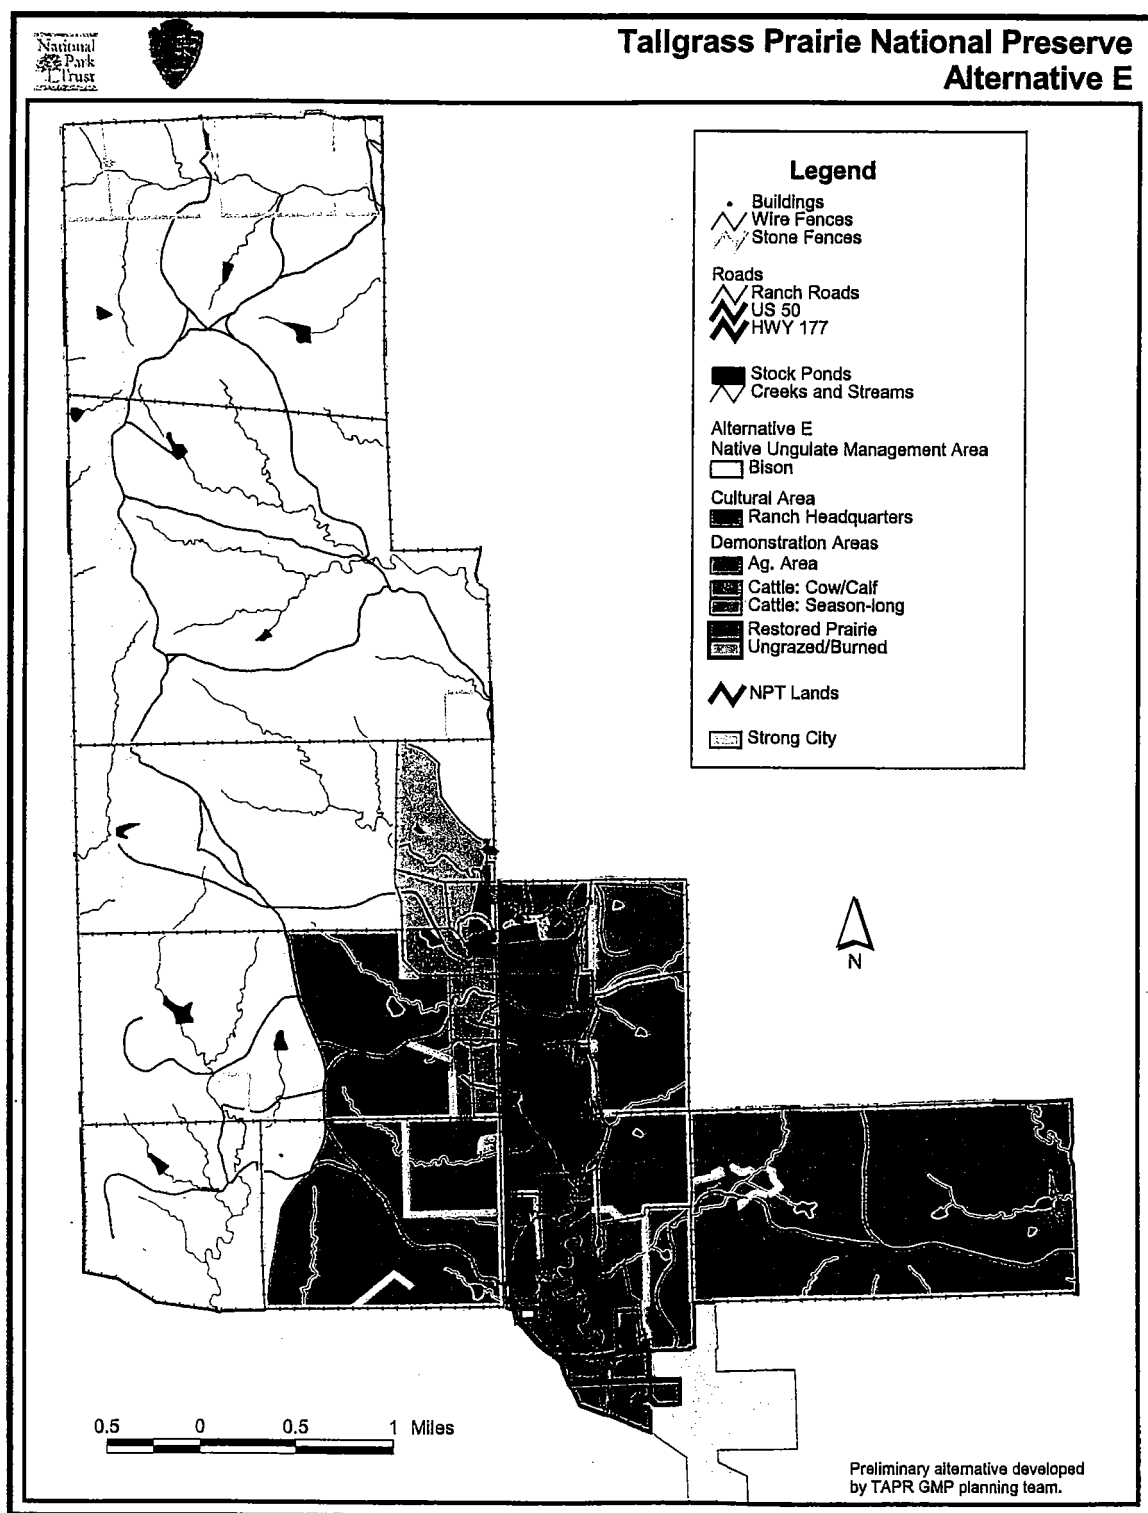 National
Park
Trust
Tallgrass Prairie National Preserve
Alternative E
Legend
Buildings
Wire Fences
Stone Fences
Roads
Ranch Roads
US 50
HWY 177
Stock Ponds
Creeks and Streams
Alternative E
Native Ungulate Management Area
Bison
Cultural Area
Ranch Headquarters
Demonstration Areas
Ag. Area
Cattle: Cow/Calf
Cattle: Season-long
Restored Prairie
Ungrazed/Burned
NPT Lands
Strong City
N
0.5 0 0.5 1 Miles
Preliminary alternative developed
by TAPR GMP planning team.